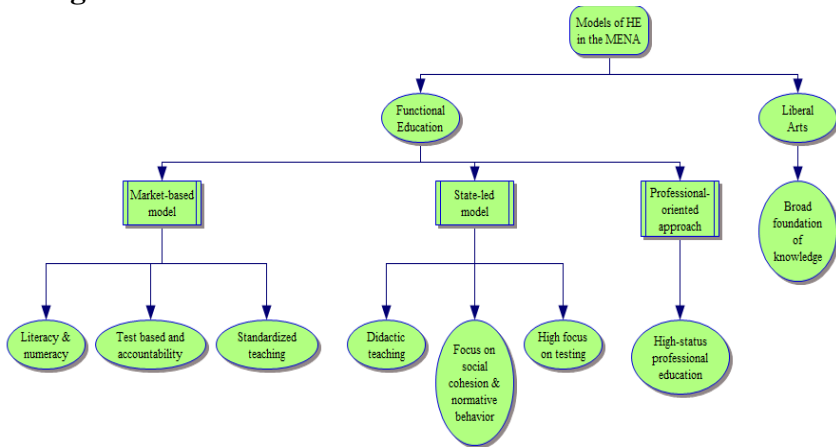 Models of HE
in the MENA
Functional
Education
Liberal
Arts
Market-based
model
State-led
model
Professional-
oriented
approach
Broad
foundation
of
knowledge
Literacy &
numeracy
Test based and
accountability
Standardized
teaching
Didactic
teaching
Focus on
social
cohesion &
normative
behavior
High focus
on testing
High-status
professional
education